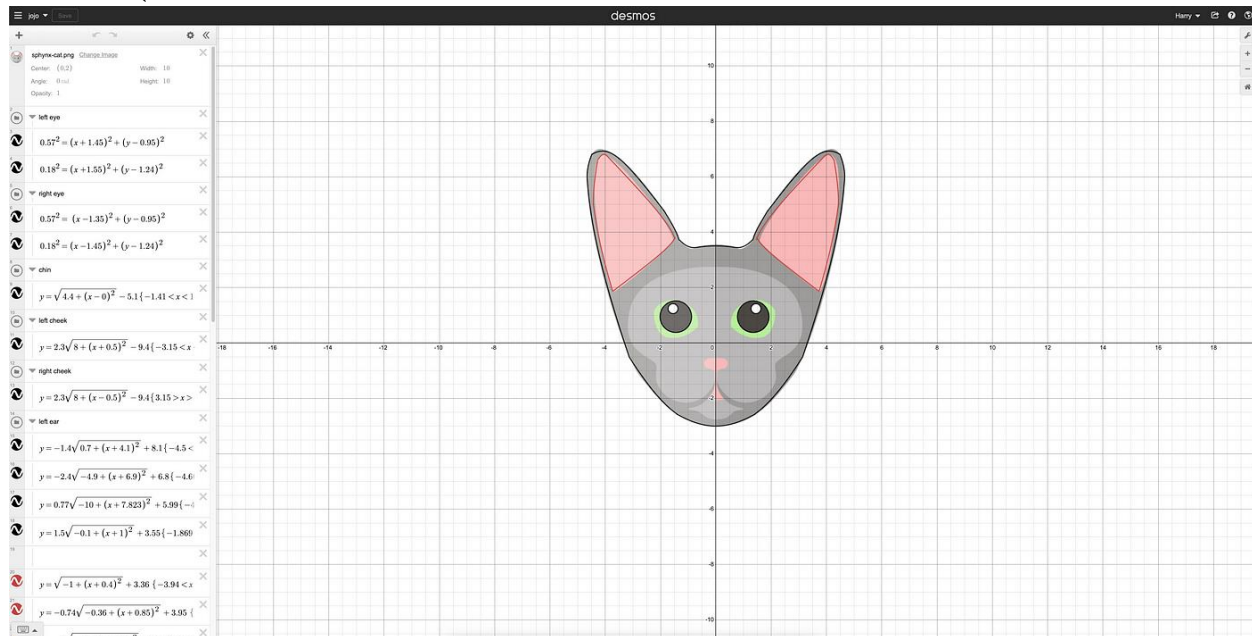 jojo Save desmos Harry
sphynx-cat.png Change Image
Center: (0,2) Width: 10
Angle: 0 Height: 10
Opacity: 1
left eye
0.57² = (x + 1.45)² + (y − 0.95)²
0.18² = (x+1.55)² + (y − 1.24)²
right eye
0.57² = (x − 1.35)² + (y − 0.95)²
0.18² = (x − 1.45)² + (y − 1.24)²
chin
y = √(4.4 + (x − 0)²) − 5.1{−1.41 < x < 1
left cheek
y = 2.3√(8 + (x + 0.5)²) − 9.4{−3.15 < x
right cheek
y = 2.3√(8 + (x − 0.5)²) − 9.4{3.15 > x >
left ear
y = −1.4√(0.7 + (x + 4.1)²) + 8.1{−4.5 <
y = −2.4√(−4.9 + (x + 6.9)²) + 6.8{−4.6
y = 0.77√(−10 + (x + 7.823)²) + 5.99{−4
y = 1.5√(−0.1 + (x + 1)²) + 3.55{−1.869
y = √(−1 + (x + 0.4)²) + 3.36 {−3.94 < x
y = −0.74√(−0.36 + (x + 0.85)²) + 3.95 {
10
8
6
4
2
-18 -16 -14 -12 -10 -8 -6 -4 -2 0 2 4 6 8 10 12 14 16 18
-2
-4
-6
-8
-10